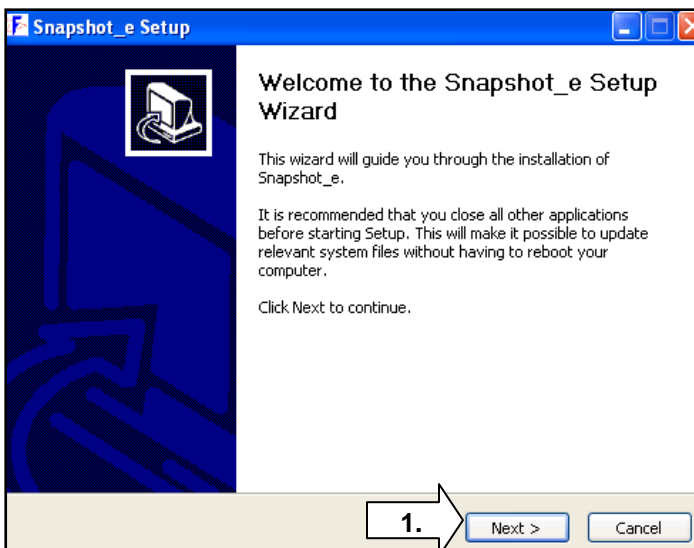 Snapshot_e Setup
Welcome to the Snapshot_e Setup
Wizard
This wizard will guide you through the installation of
Snapshot_e.
It is recommended that you close all other applications
before starting Setup. This will make it possible to update
relevant system files without having to reboot your
computer.
Click Next to continue.
1.
Next >
Cancel